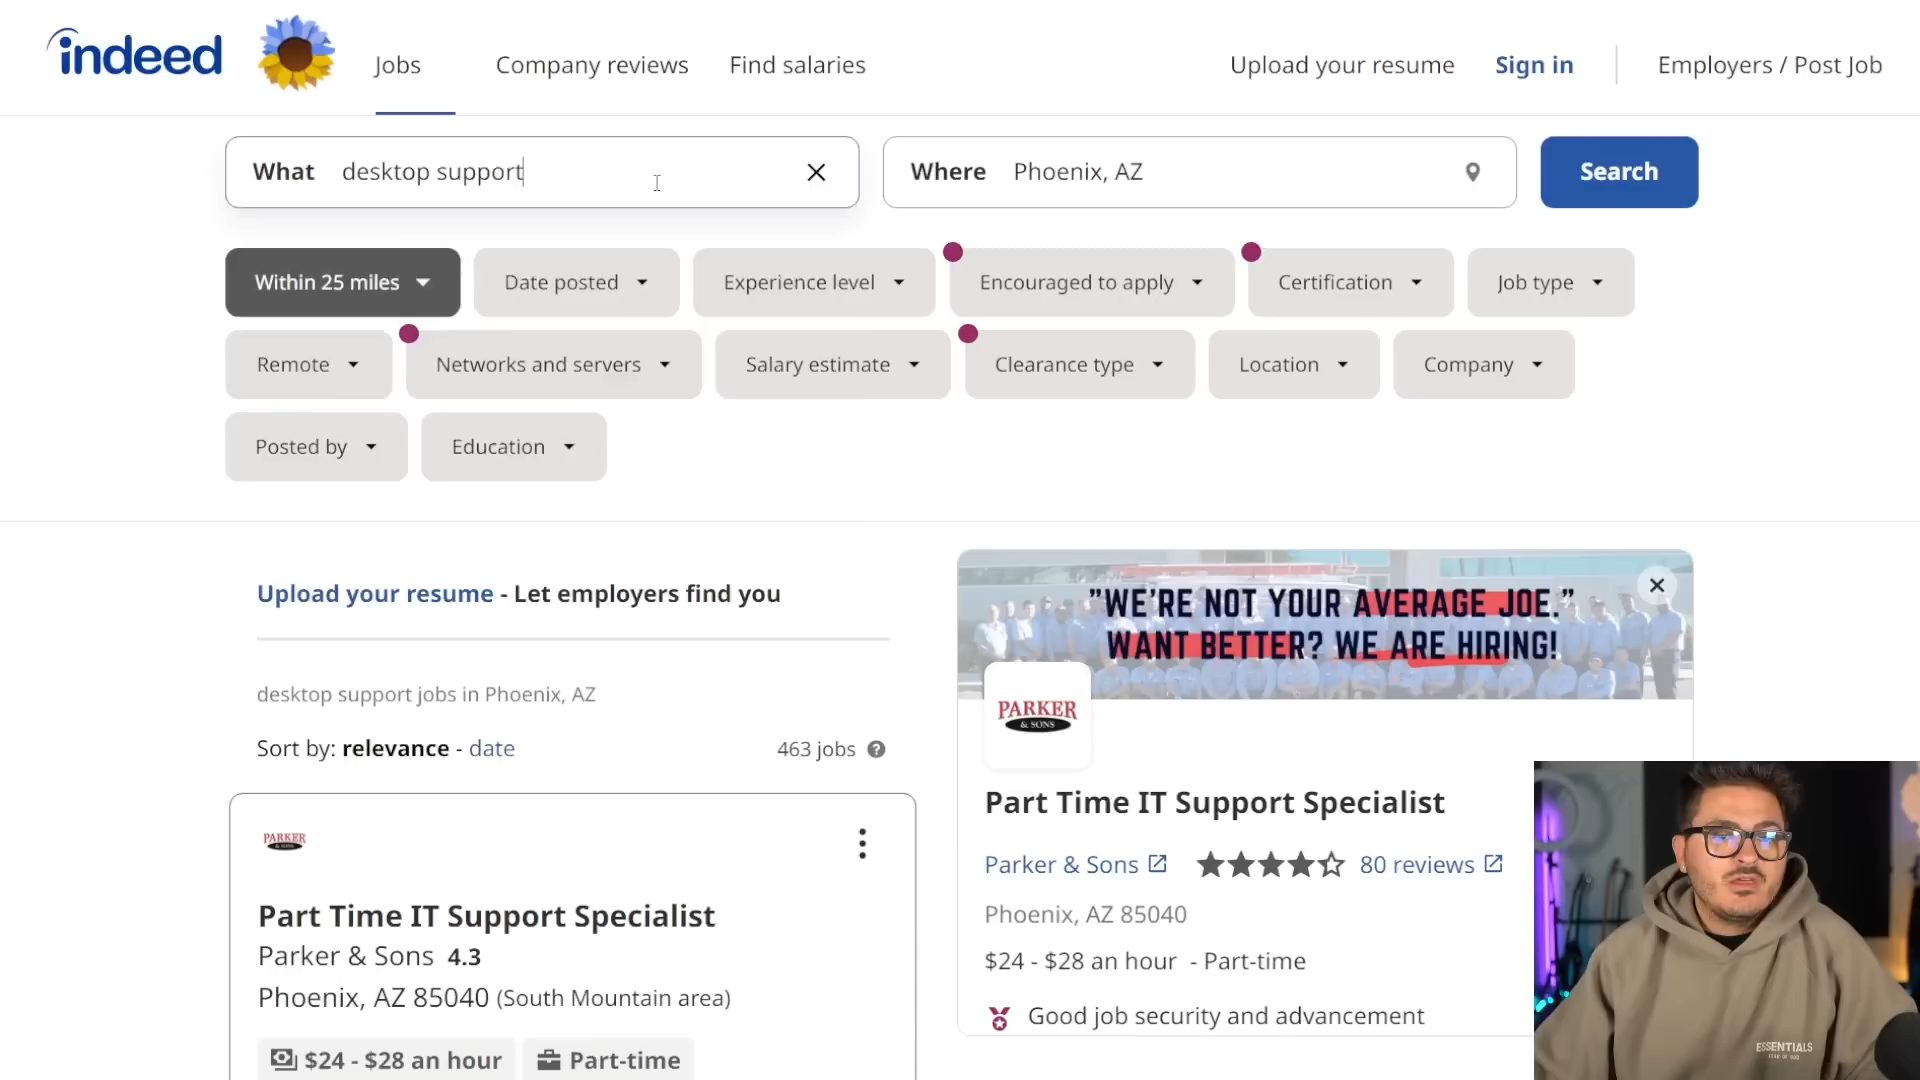 indeed
Jobs
Company reviews
Find salaries
Upload your resume
Sign in
Employers / Post Job
What desktop support
Where Phoenix, AZ
Search
Within 25 miles
Date posted
Experience level
Encouraged to apply
Certification
Job type
Remote
Networks and servers
Salary estimate
Clearance type
Location
Company
Posted by
Education
Upload your resume - Let employers find you
desktop support jobs in Phoenix, AZ
Sort by: relevance - date
463 jobs
PARKER
& SONS
Part Time IT Support Specialist
Parker & Sons 4.3
Phoenix, AZ 85040 (South Mountain area)
$24 - $28 an hour
Part-time
"WE'RE NOT YOUR AVERAGE JOE."
WANT BETTER? WE ARE HIRING!
PARKER
& SONS
Part Time IT Support Specialist
Parker & Sons
80 reviews
Phoenix, AZ 85040
$24 - $28 an hour - Part-time
Good job security and advancement
ESSENTIALS
FEAR OF GOD